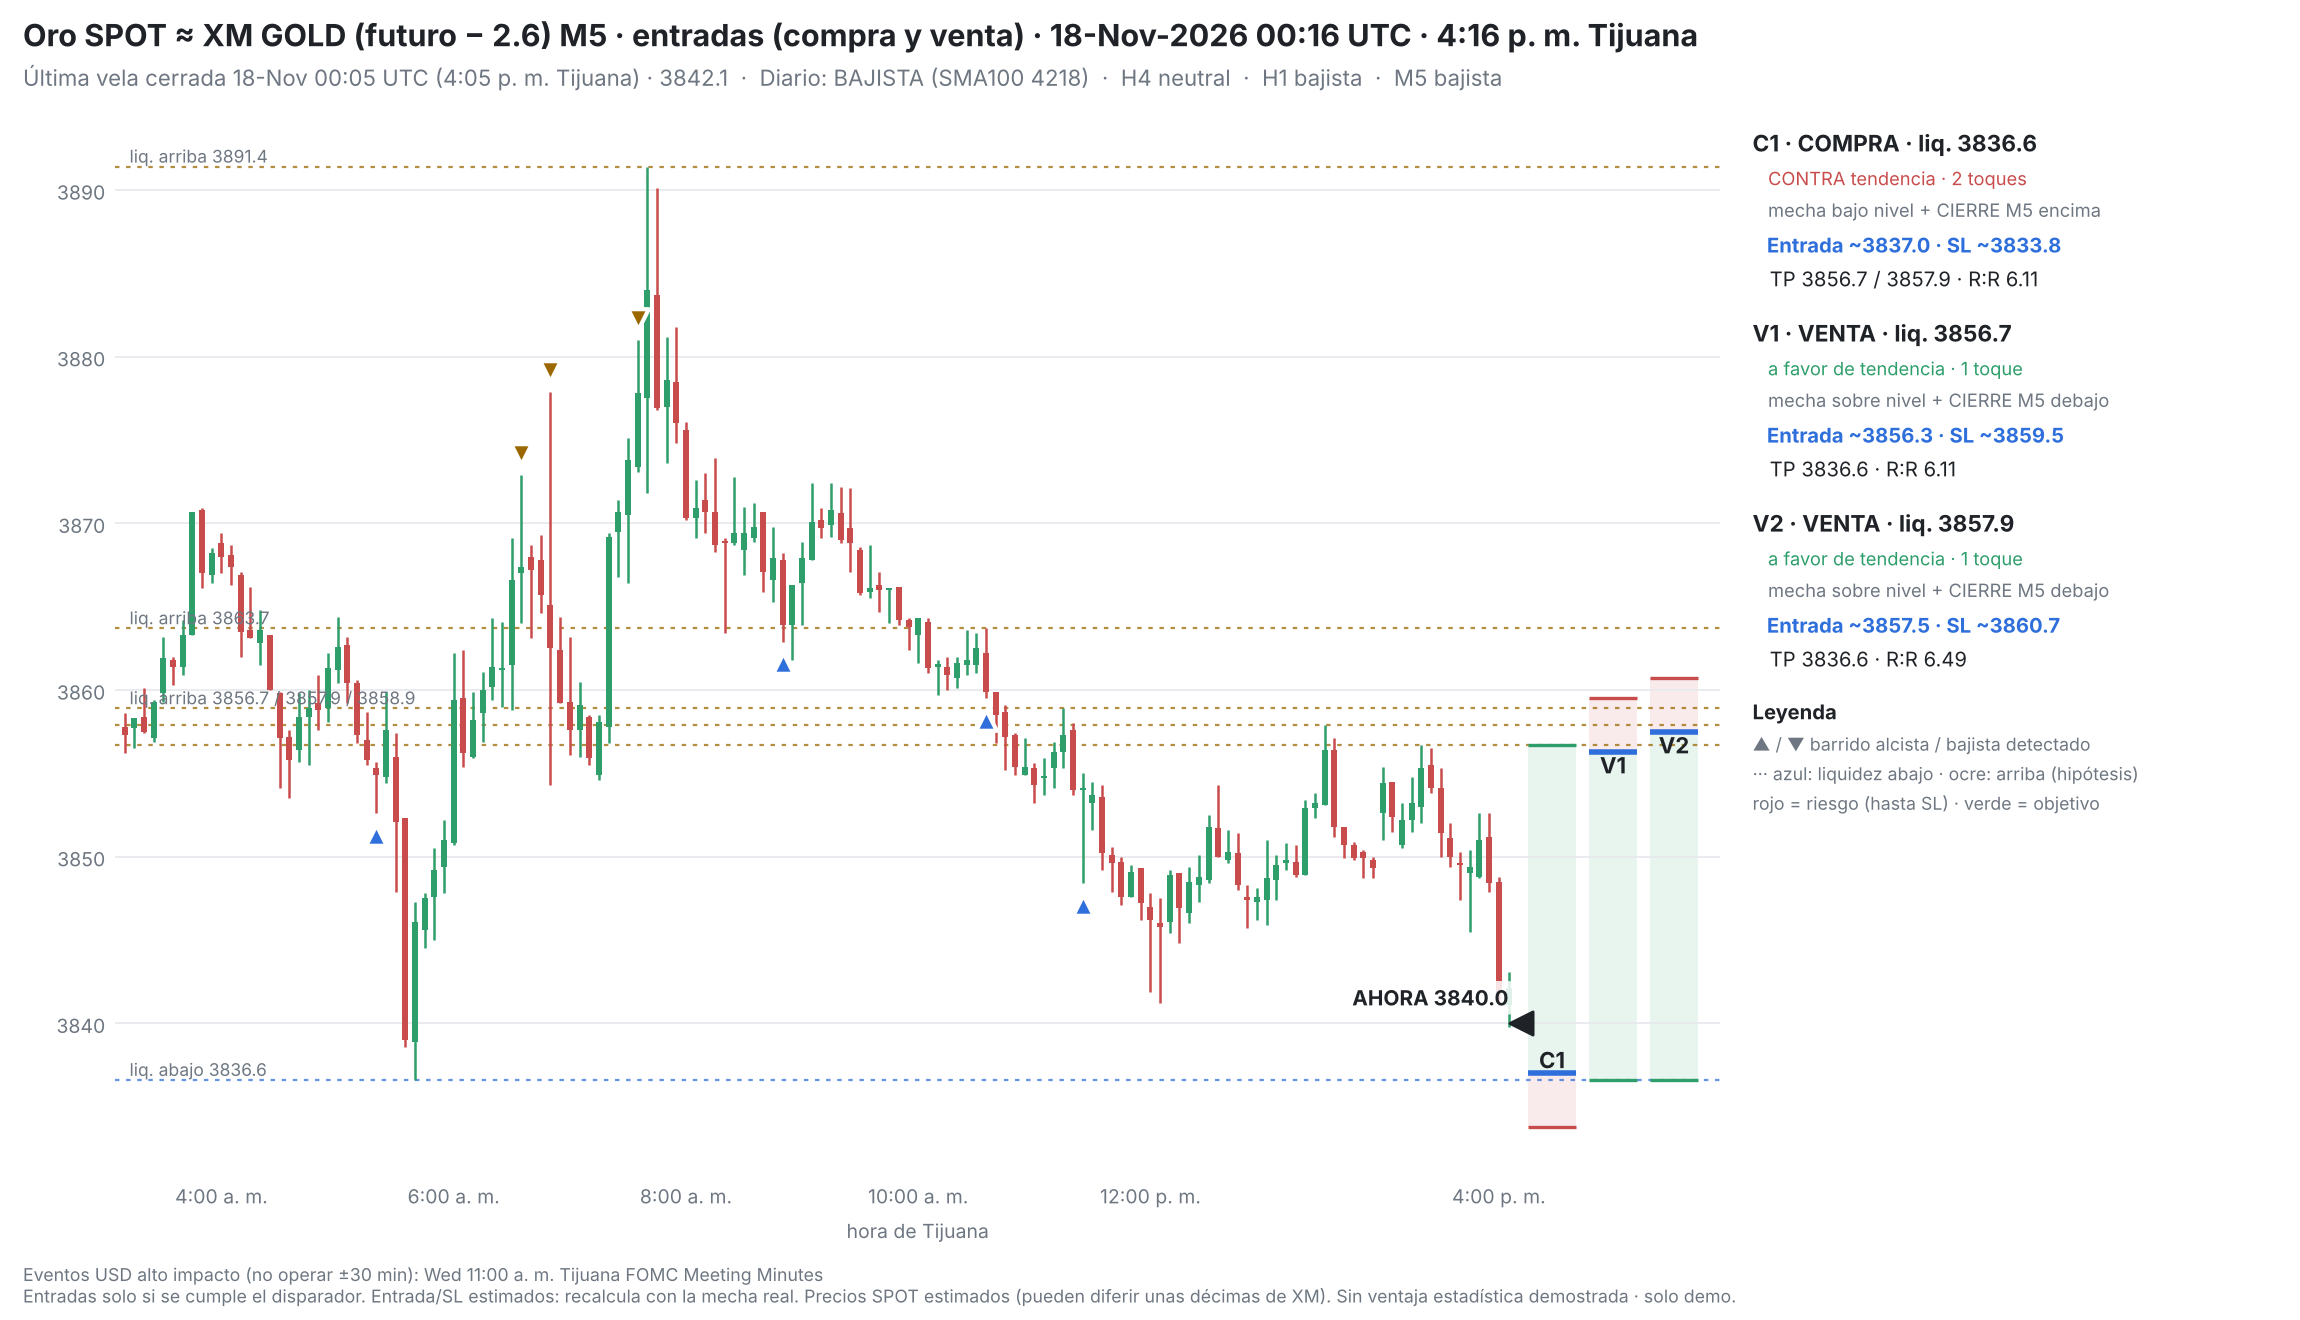 Oro SPOT ≈ XM GOLD (futuro − 2.6) M5 · entradas (compra y venta) · 18-Nov-2026 00:16 UTC · 4:16 p. m. Tijuana
Última vela cerrada 18-Nov 00:05 UTC (4:05 p. m. Tijuana) · 3842.1 · Diario: BAJISTA (SMA100 4218) · H4 neutral · H1 bajista · M5 bajista
liq. arriba 3891.4
3890
3880
3870
liq. arriba 3863.7
3860
liq. arriba 3856.7 / 3857.9 / 3858.9
3850
3840
liq. abajo 3836.6
AHORA 3840.0
C1
V1
V2
4:00 a. m.
6:00 a. m.
8:00 a. m.
10:00 a. m.
12:00 p. m.
4:00 p. m.
hora de Tijuana
C1 · COMPRA · liq. 3836.6
CONTRA tendencia · 2 toques
mecha bajo nivel + CIERRE M5 encima
Entrada ~3837.0 · SL ~3833.8
TP 3856.7 / 3857.9 · R:R 6.11
V1 · VENTA · liq. 3856.7
a favor de tendencia · 1 toque
mecha sobre nivel + CIERRE M5 debajo
Entrada ~3856.3 · SL ~3859.5
TP 3836.6 · R:R 6.11
V2 · VENTA · liq. 3857.9
a favor de tendencia · 1 toque
mecha sobre nivel + CIERRE M5 debajo
Entrada ~3857.5 · SL ~3860.7
TP 3836.6 · R:R 6.49
Leyenda
▲ / ▼ barrido alcista / bajista detectado
··· azul: liquidez abajo · ocre: arriba (hipótesis)
rojo = riesgo (hasta SL) · verde = objetivo
Eventos USD alto impacto (no operar ±30 min): Wed 11:00 a. m. Tijuana FOMC Meeting Minutes
Entradas solo si se cumple el disparador. Entrada/SL estimados: recalcula con la mecha real. Precios SPOT estimados (pueden diferir unas décimas de XM). Sin ventaja estadística demostrada · solo demo.